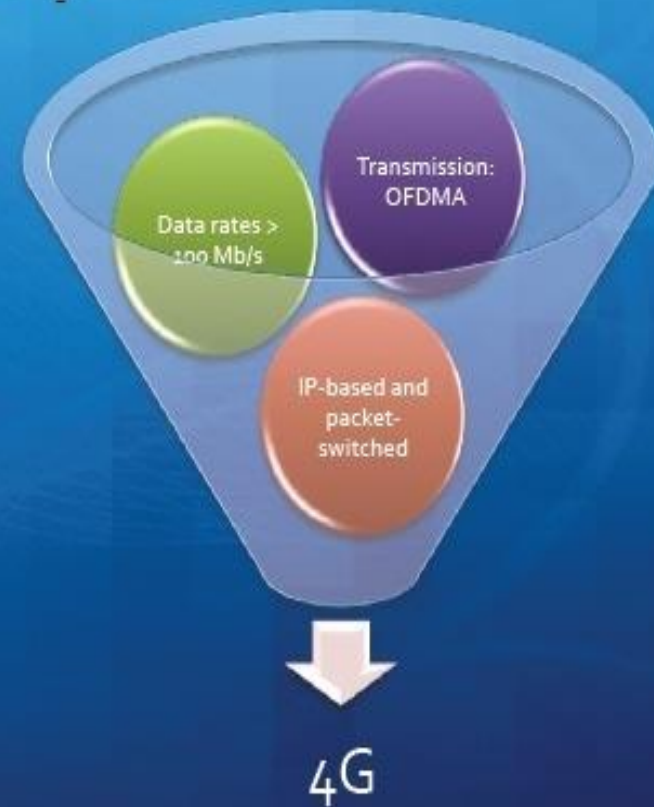 Transmission:
OFDMA
Data rates >
100 Mb/s
IP-based and
packet-
switched
4G